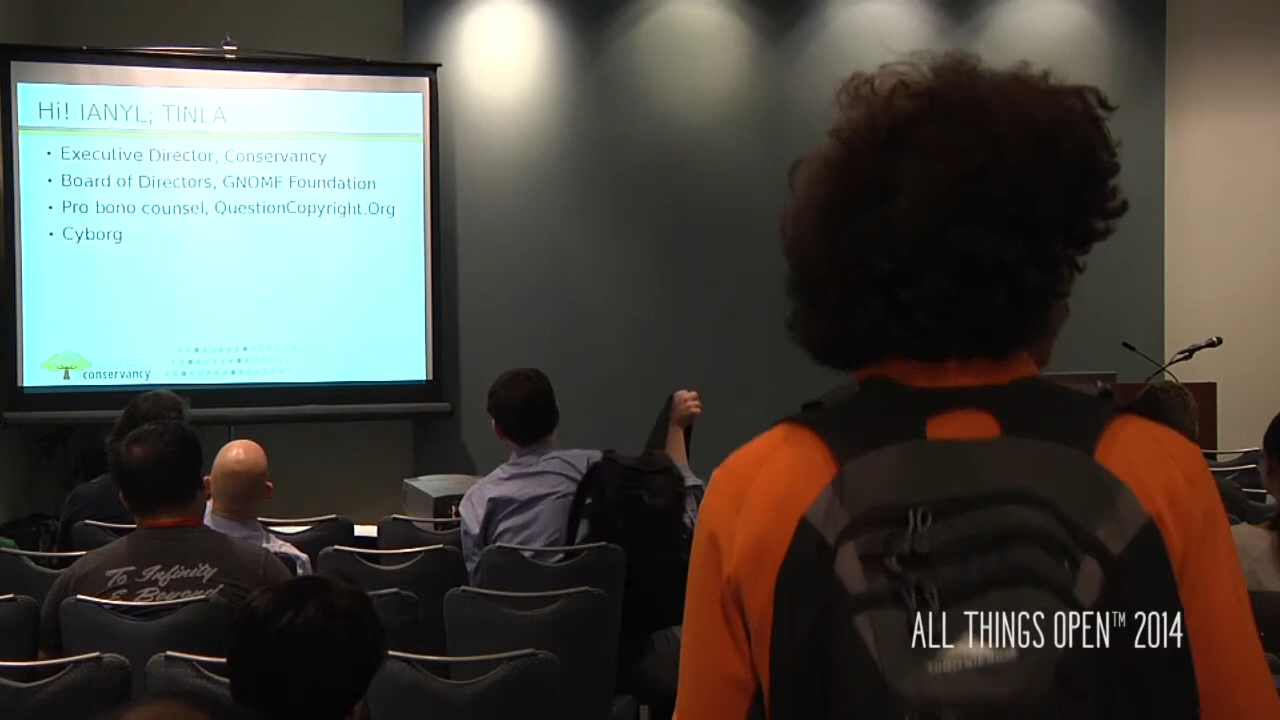 Hi! IANYL; TINLA
• Executive Director, Conservancy
• Board of Directors, GNOME Foundation
• Pro bono counsel, QuestionCopyright.Org
• Cyborg
conservancy
To Infinity
& Beyond
ALL THINGS OPEN™ 2014